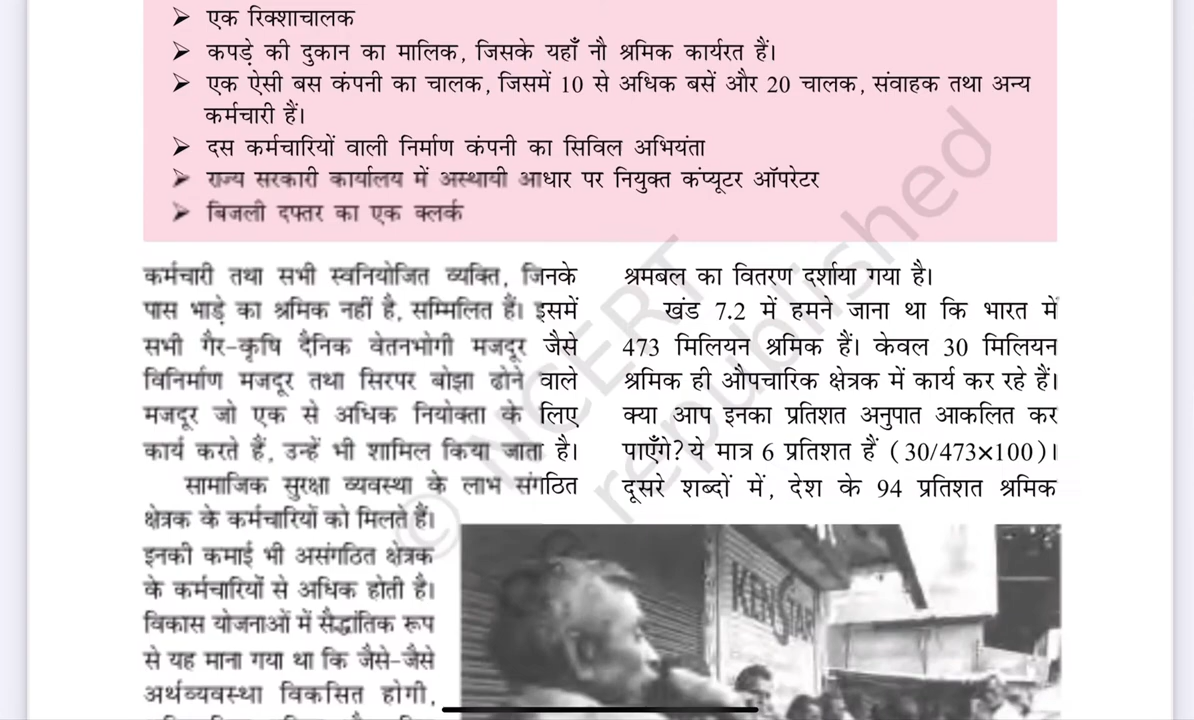 ➢ एक रिक्शाचालक
➢ कपड़े की दुकान का मालिक, जिसके यहाँ नौ श्रमिक कार्यरत हैं।
➢ एक ऐसी बस कंपनी का चालक, जिसमें 10 से अधिक बसें और 20 चालक, संवाहक तथा अन्य
कर्मचारी हैं।
➢ दस कर्मचारियों वाली निर्माण कंपनी का सिविल अभियंता
➢ राज्य सरकारी कार्यालय में अस्थायी आधार पर नियुक्त कंप्यूटर ऑपरेटर
➢ बिजली दफ्तर का एक क्लर्क
कर्मचारी तथा सभी स्वनियोजित व्यक्ति, जिनके
पास भाड़े का श्रमिक नहीं है, सम्मिलित हैं। इसमें
सभी गैर-कृषि दैनिक वेतनभोगी मजदूर जैसे
विनिर्माण मजदूर तथा सिरपर बोझा ढोने वाले
मजदूर जो एक से अधिक नियोक्ता के लिए
कार्य करते हैं, उन्हें भी शामिल किया जाता है।
सामाजिक सुरक्षा व्यवस्था के लाभ संगठित
क्षेत्रक के कर्मचारियों को मिलते हैं।
इनकी कमाई भी असंगठित क्षेत्रक
के कर्मचारियों से अधिक होती है।
विकास योजनाओं में सैद्धांतिक रूप
से यह माना गया था कि जैसे-जैसे
अर्थव्यवस्था विकसित होगी,
श्रमबल का वितरण दर्शाया गया है।
खंड 7.2 में हमने जाना था कि भारत में
473 मिलियन श्रमिक हैं। केवल 30 मिलियन
श्रमिक ही औपचारिक क्षेत्रक में कार्य कर रहे हैं।
क्या आप इनका प्रतिशत अनुपात आकलित कर
पाएँगे? ये मात्र 6 प्रतिशत हैं (30/473×100)।
दूसरे शब्दों में, देश के 94 प्रतिशत श्रमिक
© NCERT
republished
KENSTAR